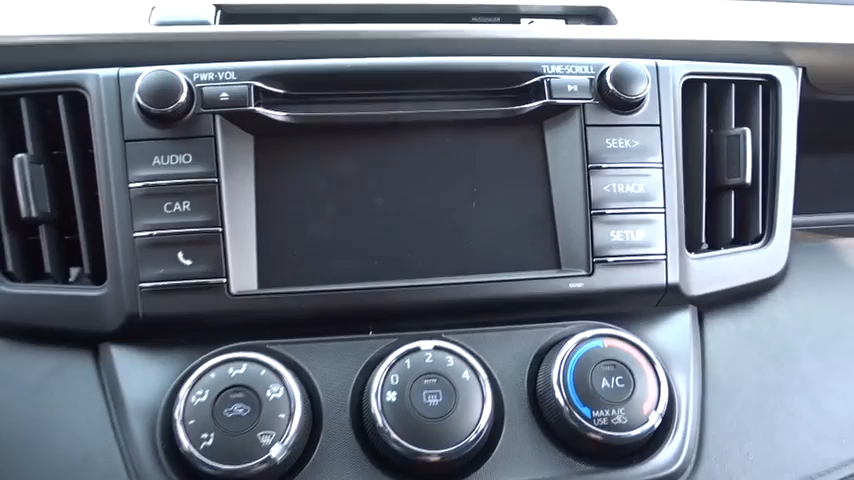 PWR·VOL
TUNE·SCROLL
AUDIO
CAR
SEEK>
<TRACK
SETUP
0 1 2 3 4
A/C
MAX A/C
USE